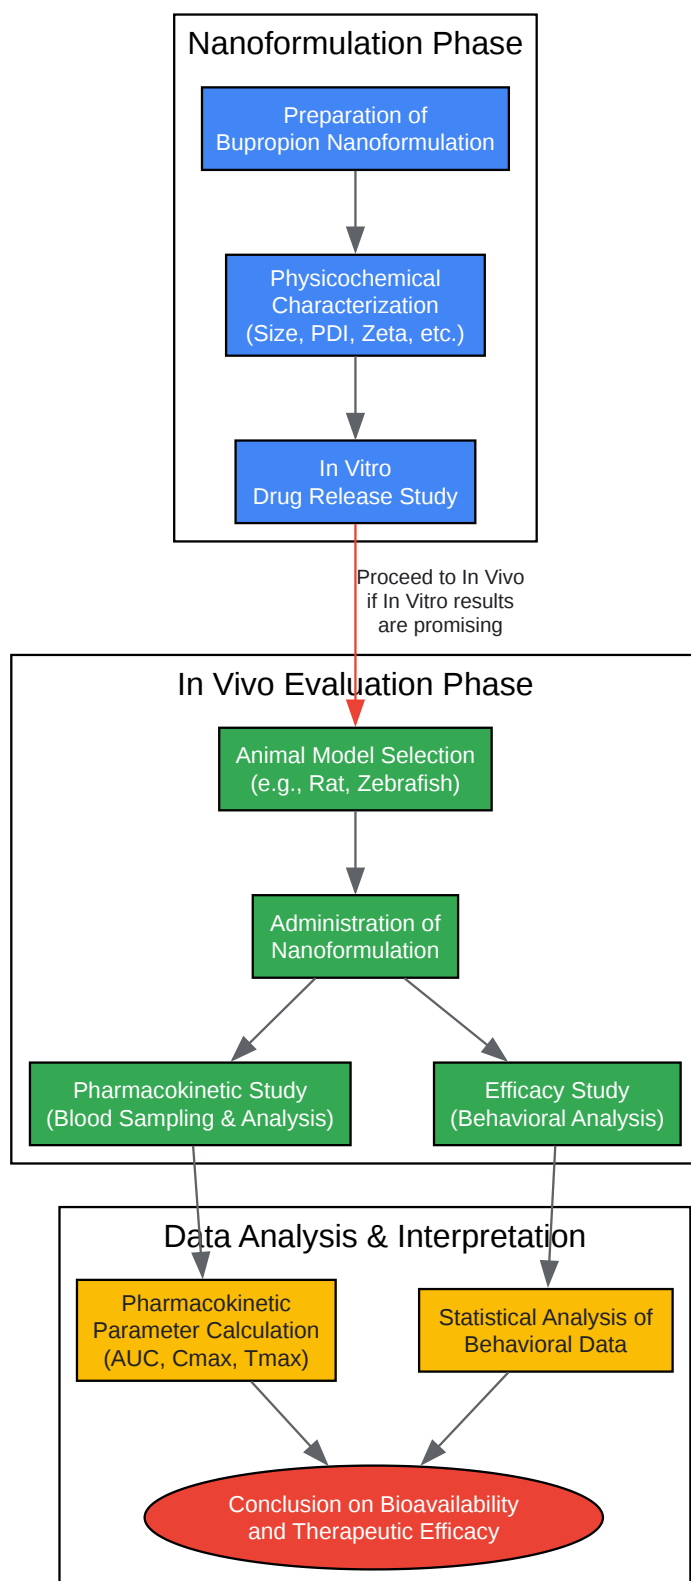 Nanoformulation Phase
Preparation of
Bupropion Nanoformulation
Physicochemical
Characterization
(Size, PDI, Zeta, etc.)
In Vitro
Drug Release Study
Proceed to In Vivo
if In Vitro results
are promising
In Vivo Evaluation Phase
Animal Model Selection
(e.g., Rat, Zebrafish)
Administration of
Nanoformulation
Pharmacokinetic Study
(Blood Sampling & Analysis)
Efficacy Study
(Behavioral Analysis)
Data Analysis & Interpretation
Pharmacokinetic
Parameter Calculation
(AUC, Cmax, Tmax)
Statistical Analysis of
Behavioral Data
Conclusion on Bioavailability
and Therapeutic Efficacy